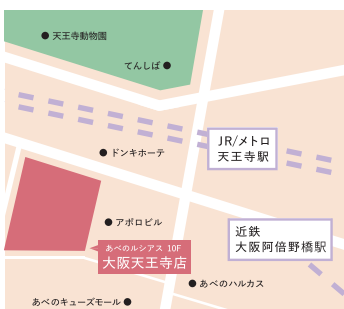 天王寺動物園
てんしば
JR/メトロ
天王寺駅
ドンキホーテ
アポロビル
近鉄
大阪阿倍野橋駅
あべのルシアス 10F
大阪天王寺店
あべのハルカス
あべのキューズモール